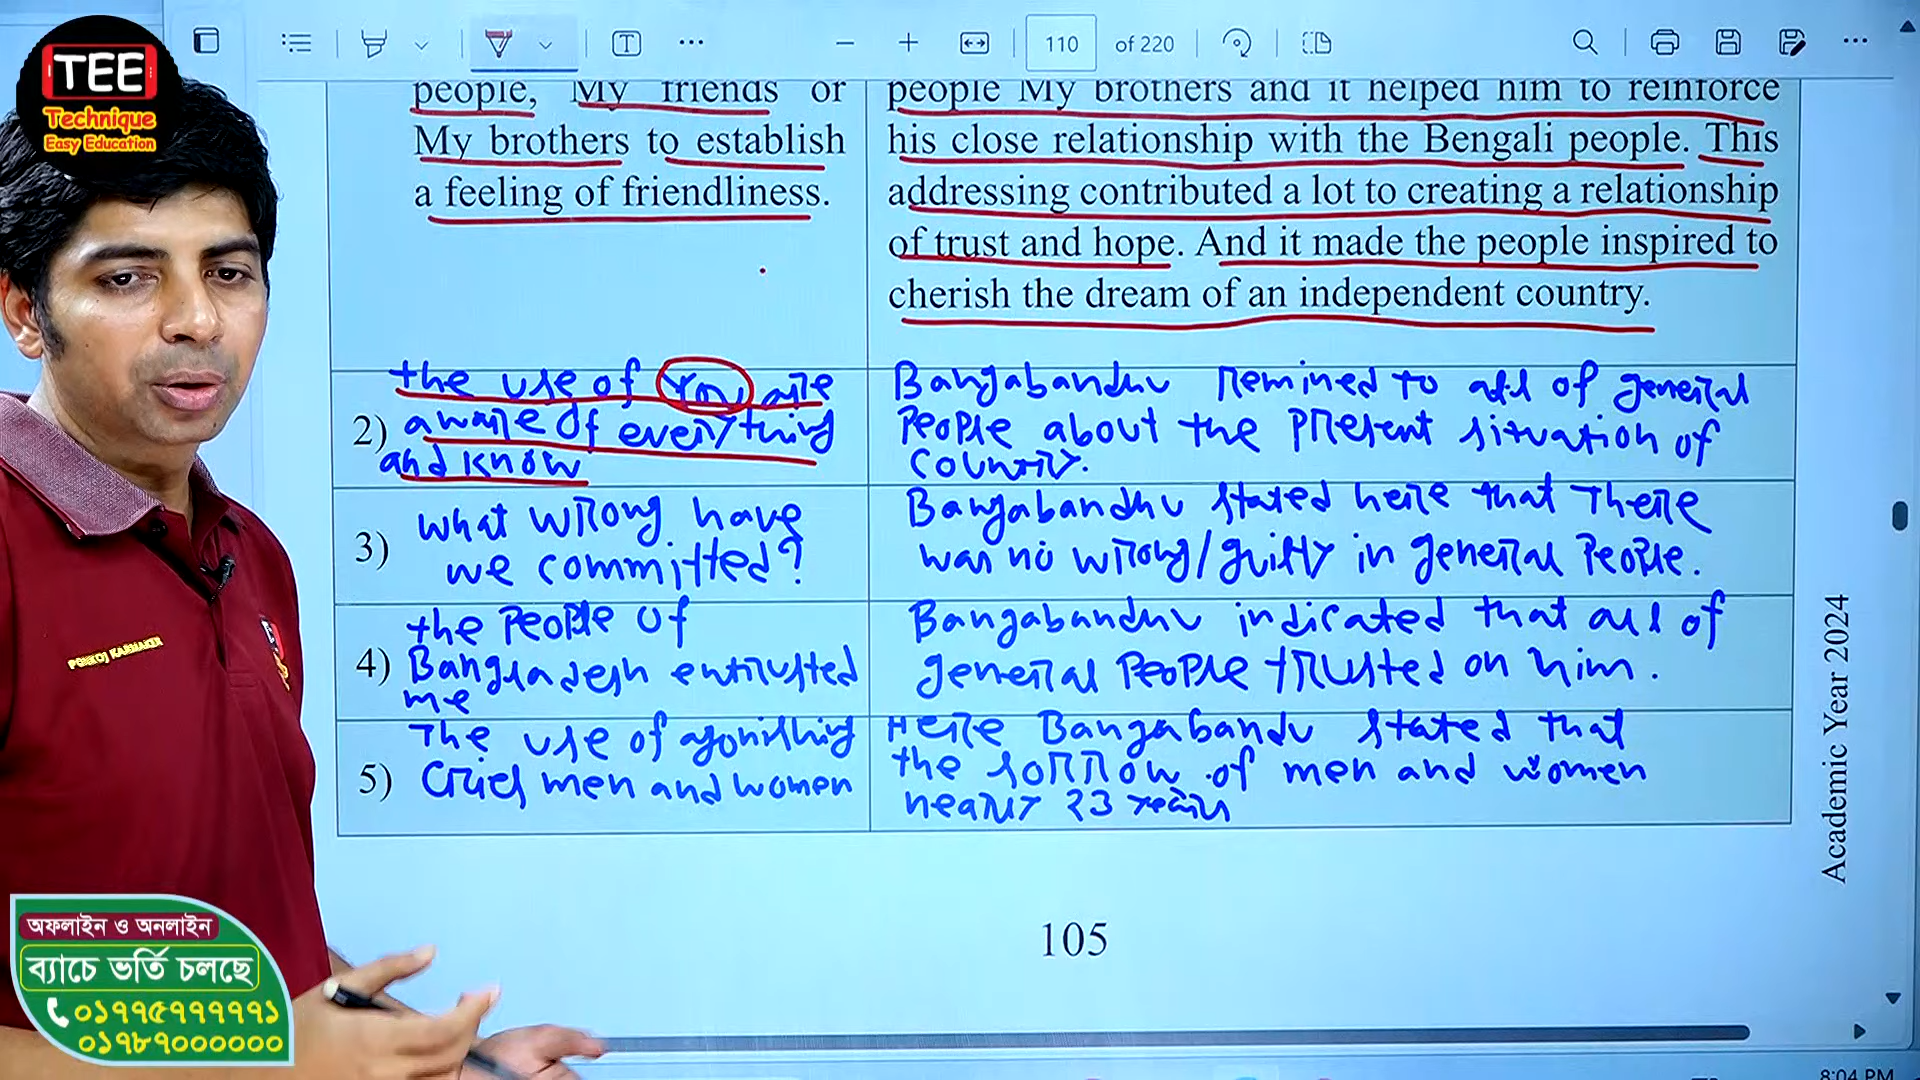 TEE
Technique
Easy Education
110 of 220
people, My friends or
My brothers to establish
a feeling of friendliness.
people My brothers and it helped him to reinforce
his close relationship with the Bengali people. This
addressing contributed a lot to creating a relationship
of trust and hope. And it made the people inspired to
cherish the dream of an independent country.
2) the use of You are
aware of everything
and know
Bangabandhu remined to all of general
People about the present situation of
country.
3) what wrong have
we committed?
Bangabandhu stated here that There
was no wrong/guilty in general People.
4) the people of
Bangladesh entrusted
me
Bangabandhu indicated that all of
general People trusted on him.
5) The use of agonishing
Cries men and women
Here Bangabandu stated that
the sorrow of men and women
nearly 23 years
105
Academic Year 2024
PONKOJ KARMAKER
অফলাইন ও অনলাইন
ব্যাচে ভর্তি চলছে
০১৭৭৫৭৭৭৭৭১
০১৭৮৭০০০০০০
8:04 PM